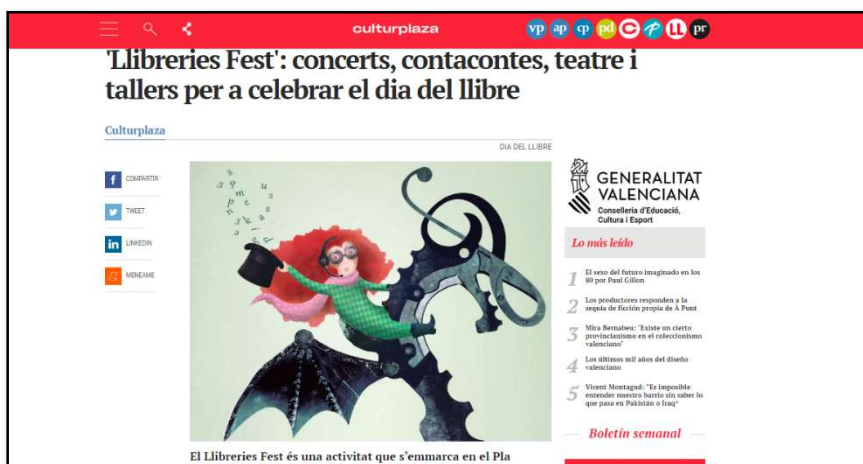 culturplaza
vp ap cp pd C Ll pr
'Llibreries Fest': concerts, contacontes, teatre i
tallers per a celebrar el dia del llibre
Culturplaza
DIA DEL LLIBRE
COMPARTIR
TWEET
LINKEDIN
MENEAME
GENERALITAT
VALENCIANA
Conselleria d'Educació,
Cultura i Esport
Lo más leído
1 El sexo del futuro imaginado en los
80 por Paul Gillon
2 Los productores responden a la
sequía de ficción propia de À Punt
3 Mira Bernabeu: "Existe un cierto
provincianismo en el coleccionismo
valenciano"
4 Los últimos mil años del diseño
valenciano
5 Vicent Montagud: "Es imposible
entender nuestro barrio sin saber lo
que pasa en Pakistán o Iraq"
Boletín semanal
El Llibreries Fest és una activitat que s'emmarca en el Pla